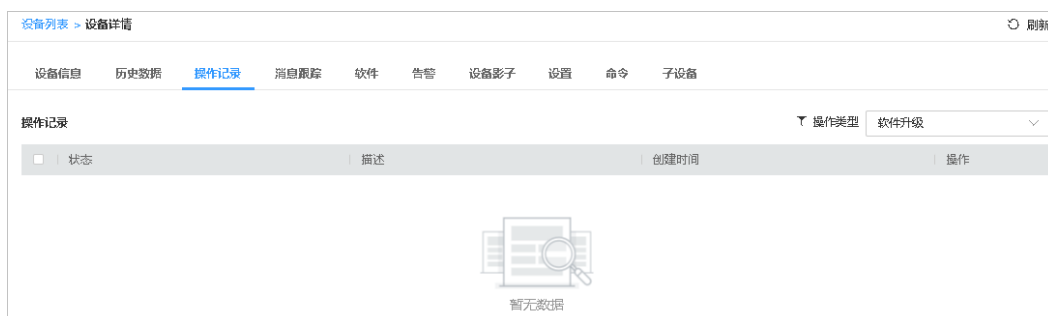 设备列表 > 设备详情 刷新
设备信息 历史数据 操作记录 消息跟踪 软件 告警 设备影子 设置 命令 子设备
操作记录 操作类型 软件升级
状态 描述 创建时间 操作
暂无数据